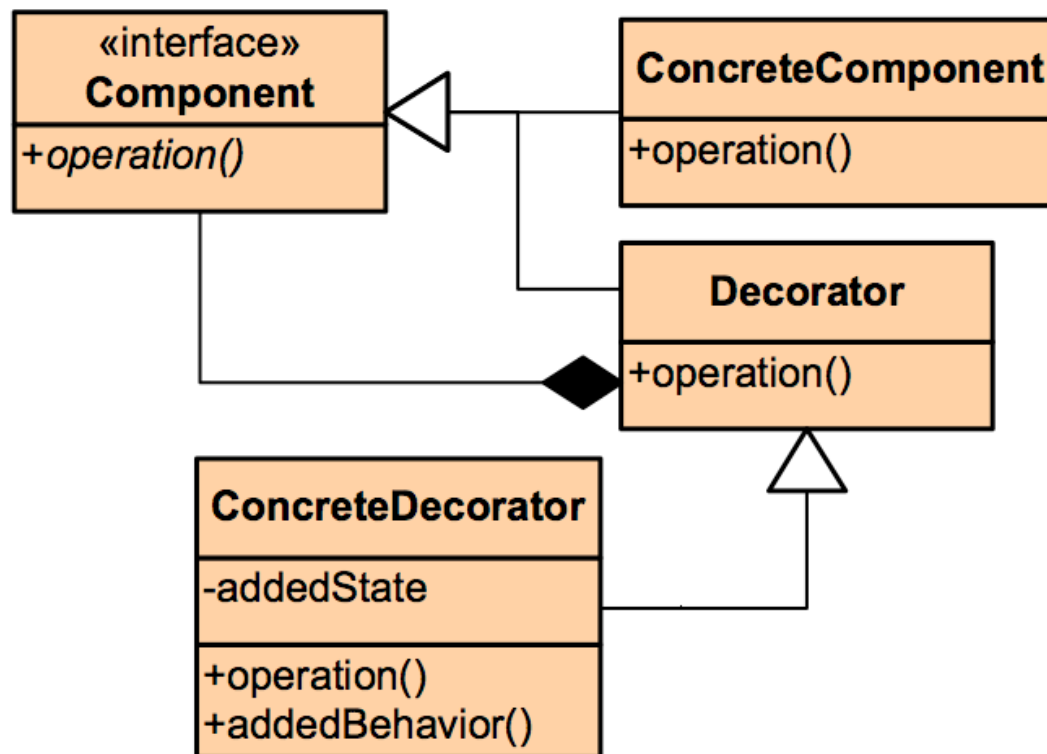 «interface»
Component
+operation()
ConcreteComponent
+operation()
Decorator
+operation()
ConcreteDecorator
-addedState
+operation()
+addedBehavior()